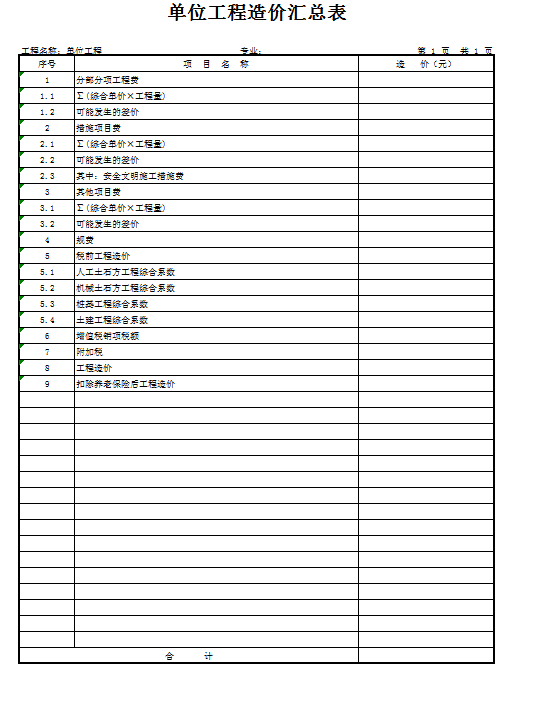 单位工程造价汇总表
工程名称：单位工程 专业： 第 1 页 共 1 页
序号 项 目 名 称 造 价（元）
1 分部分项工程费
1.1 Σ(综合单价×工程量)
1.2 可能发生的差价
2 措施项目费
2.1 Σ(综合单价×工程量)
2.2 可能发生的差价
2.3 其中：安全文明施工措施费
3 其他项目费
3.1 Σ(综合单价×工程量)
3.2 可能发生的差价
4 规费
5 税前工程造价
5.1 人工土石方工程综合系数
5.2 机械土石方工程综合系数
5.3 桩基工程综合系数
5.4 土建工程综合系数
6 增值税销项税额
7 附加税
8 工程造价
9 扣除养老保险后工程造价
合 计